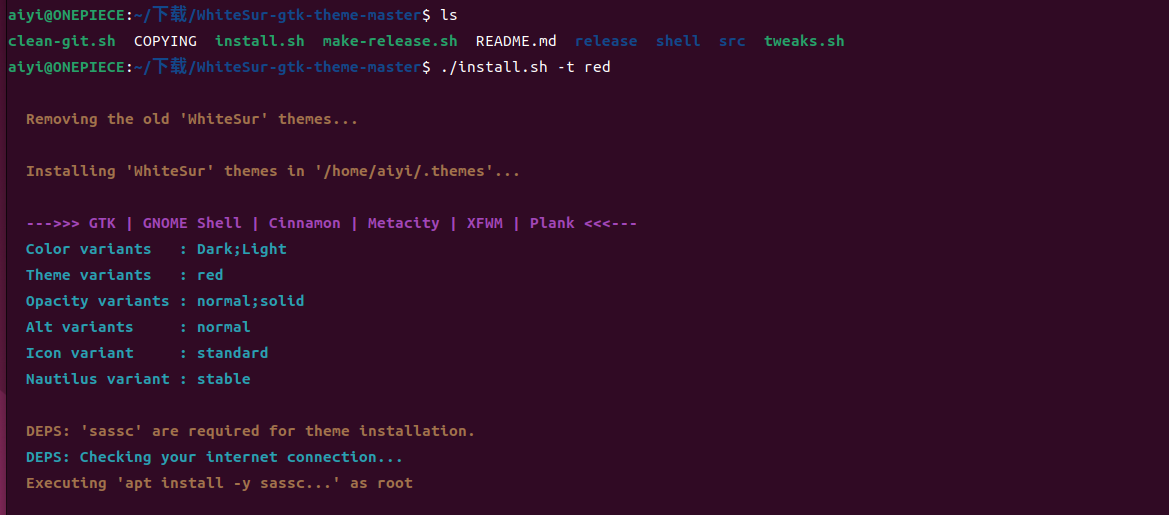 aiyi@ONEPIECE:~/下载/WhiteSur-gtk-theme-master$ ls
clean-git.sh  COPYING  install.sh  make-release.sh  README.md  release  shell  src  tweaks.sh
aiyi@ONEPIECE:~/下载/WhiteSur-gtk-theme-master$ ./install.sh -t red
Removing the old 'WhiteSur' themes...
Installing 'WhiteSur' themes in '/home/aiyi/.themes'...
--->>> GTK | GNOME Shell | Cinnamon | Metacity | XFWM | Plank <<<---
Color variants   : Dark;Light
Theme variants   : red
Opacity variants : normal;solid
Alt variants     : normal
Icon variant     : standard
Nautilus variant : stable
DEPS: 'sassc' are required for theme installation.
DEPS: Checking your internet connection...
Executing 'apt install -y sassc...' as root